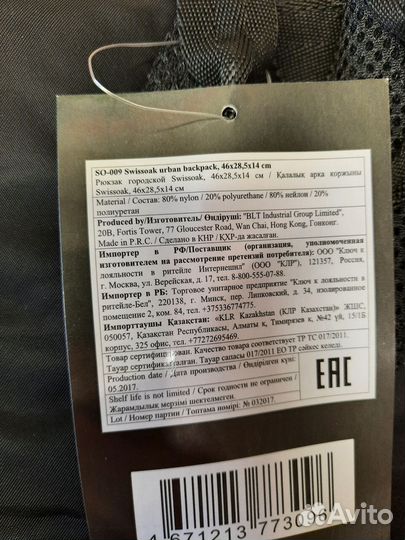 SO-009 Swissoak urban backpack, 46x28,5x14 cm
Рюкзак городской Swissoak, 46x28,5x14 см / Қалалық арқа қоржыны
Swissoak, 46x28,5x14 см
Material / Состав: 80% nylon / 20% polyurethane / 80% нейлон / 20%
полиуретан
Produced by/Изготовитель/ Өндіруші: "BLT Industrial Group Limited",
20B, Fortis Tower, 77 Gloucester Road, Wan Chai, Hong Kong, Гонконг.
Made in P.R.C. / Сделано в КНР / ҚХР-да жасалған.
Импортер в РФ/Поставщик (организация, уполномоченная
изготовителем на рассмотрение претензий потребителя): ООО "Ключ к
лояльности в ритейле Интернешнл" (ООО "КЛР"), 121357, Россия,
г. Москва, ул. Верейская, д. 17, тел. 8-800-555-07-88.
Импортер в РБ: Торговое унитарное предприятие "Ключ к лояльности в
ритейле-Бел", 220138, г. Минск, пер. Липковский, д. 34, изолированное
помещение 2, ком. 84, тел. +375336774775.
Импорттаушы Қазақстан: «KLR Kazakhstan (КЛР Казахстан)» ЖШС,
050057, Қазақстан Республикасы, Алматы қ, Тимирязев к, №42 үй, 15/1Б
корпус, 325 офис, тел. +77272695469.
Товар сертифицирован. Качество товара соответствует ТР ТС 017/2011.
Тауар сертификатталған. Тауар сапасы 017/2011 ЕО ТР сәйкес келеді.
Production date / Дата производства / Өндірілген күні:
05.2017.
Shelf life is not limited / Срок годности не ограничен /
Жарамдылық мерзімі шектелмеген.
Lot / Номер партии / Топтама нөмірі: № 032017.
EAC
4 671213 773096
Avito